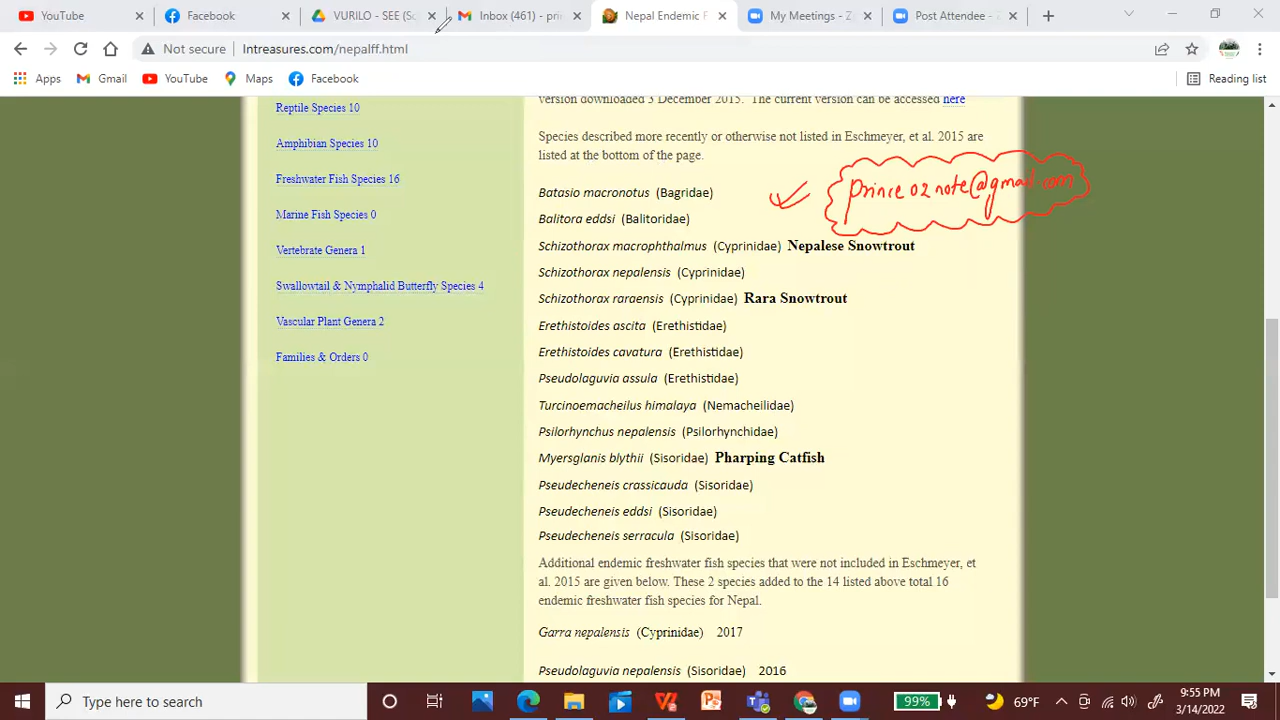 YouTube
Facebook
VURILO - SEE (Sc
Inbox (461) - prin
Nepal Endemic F
My Meetings - Z
Post Attendee - Z
Not secure
Intreasures.com/nepalff.html
Apps
Gmail
YouTube
Maps
Facebook
Reading list
Reptile Species 10
Amphibian Species 10
Freshwater Fish Species 16
Marine Fish Species 0
Vertebrate Genera 1
Swallowtail & Nymphalid Butterfly Species 4
Vascular Plant Genera 2
Families & Orders 0
version downloaded 3 December 2015. The current version can be accessed here
Species described more recently or otherwise not listed in Eschmeyer, et al. 2015 are
listed at the bottom of the page.
prince 02 note@gmail.com
Batasio macronotus (Bagridae)
Balitora eddsi (Balitoridae)
Schizothorax macrophthalmus (Cyprinidae) Nepalese Snowtrout
Schizothorax nepalensis (Cyprinidae)
Schizothorax raraensis (Cyprinidae) Rara Snowtrout
Erethistoides ascita (Erethistidae)
Erethistoides cavatura (Erethistidae)
Pseudolaguvia assula (Erethistidae)
Turcinoemacheilus himalaya (Nemacheilidae)
Psilorhynchus nepalensis (Psilorhynchidae)
Myersglanis blythii (Sisoridae) Pharping Catfish
Pseudecheneis crassicauda (Sisoridae)
Pseudecheneis eddsi (Sisoridae)
Pseudecheneis serracula (Sisoridae)
Additional endemic freshwater fish species that were not included in Eschmeyer, et
al. 2015 are given below. These 2 species added to the 14 listed above total 16
endemic freshwater fish species for Nepal.
Garra nepalensis (Cyprinidae) 2017
Pseudolaguvia nepalensis (Sisoridae) 2016
Type here to search
99%
69°F
9:55 PM
3/14/2022